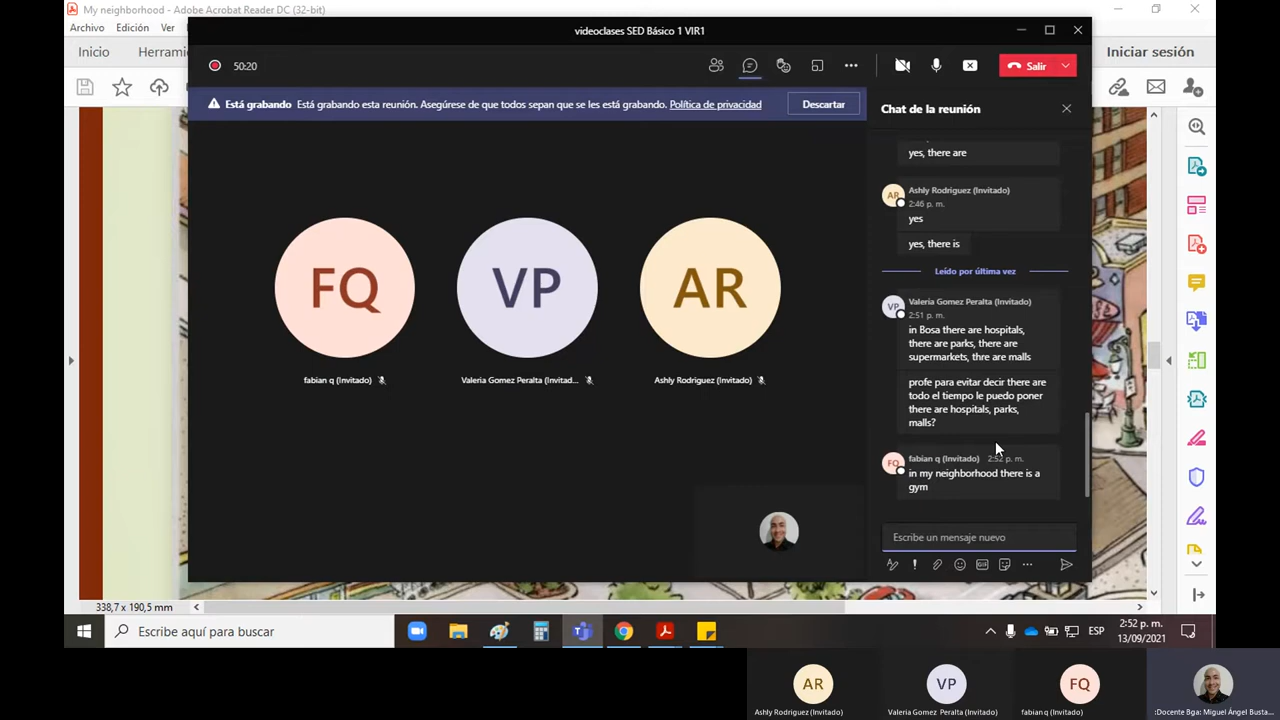 My neighborhood - Adobe Acrobat Reader DC (32-bit)
Archivo Edición Ver
Inicio Herrami
Iniciar sesión
videoclases SED Básico 1 VIR1
50:20
Salir
Está grabando Está grabando esta reunión. Asegúrese de que todos sepan que se les está grabando. Política de privacidad
Descartar
FQ
fabian q (Invitado)
VP
Valeria Gomez Peralta (Invitad...
AR
Ashly Rodriguez (Invitado)
Chat de la reunión
yes, there are
AR
Ashly Rodriguez (Invitado)
2:46 p. m.
yes
yes, there is
Leído por última vez
VP
Valeria Gomez Peralta (Invitado)
2:51 p. m.
in Bosa there are hospitals,
there are parks, there are
supermarkets, thre are malls
profe para evitar decir there are
todo el tiempo le puedo poner
there are hospitals, parks,
malls?
FQ
fabian q (Invitado) 2:52 p. m.
in my neighborhood there is a
gym
Escribe un mensaje nuevo
GIF
338,7 x 190,5 mm
Escribe aquí para buscar
ESP
2:52 p. m.
13/09/2021
AR
Ashly Rodriguez (Invitado)
VP
Valeria Gomez Peralta (Invitado)
FQ
fabian q (Invitado)
:Docente Bga: Miguel Ángel Busta...